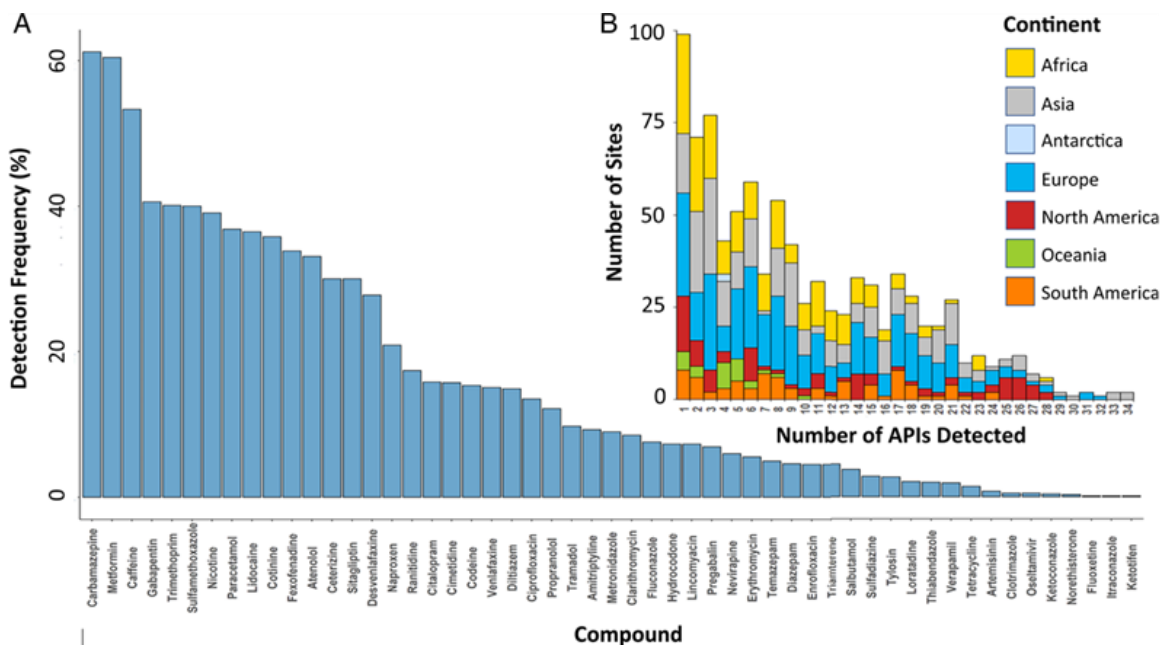 A
B
Detection Frequency (%)
60
40
20
0
Number of Sites
100
75
50
25
0
1 2 3 4 5 6 7 8 9 10 11 12 13 14 15 16 17 18 19 20 21 22 23 24 25 26 27 28 29 30 31 32 33 34
Number of APIs Detected
Continent
Africa
Asia
Antarctica
Europe
North America
Oceania
South America
Carbamazepine
Metformin
Caffeine
Gabapentin
Trimethoprim
Sulfamethoxazole
Nicotine
Paracetamol
Lidocaine
Cotinine
Fexofenadine
Atenolol
Ceterizine
Sitagliptin
Desvenlafaxine
Naproxen
Ranitidine
Citalopram
Cimetidine
Codeine
Venlafaxine
Diltiazem
Ciprofloxacin
Propranolol
Tramadol
Amitriptyline
Metronidazole
Clarithromycin
Fluconazole
Hydrocodone
Lincomyacin
Pregabalin
Nevirapine
Erythromycin
Temazepam
Diazepam
Enrofloxacin
Triamterene
Salbutamol
Sulfadiazine
Tylosin
Loratadine
Thiabendazole
Verapamil
Tetracycline
Artemisinin
Clotrimazole
Oseltamivir
Ketoconazole
Norethisterone
Fluoxetine
Itraconazole
Ketotifen
Compound